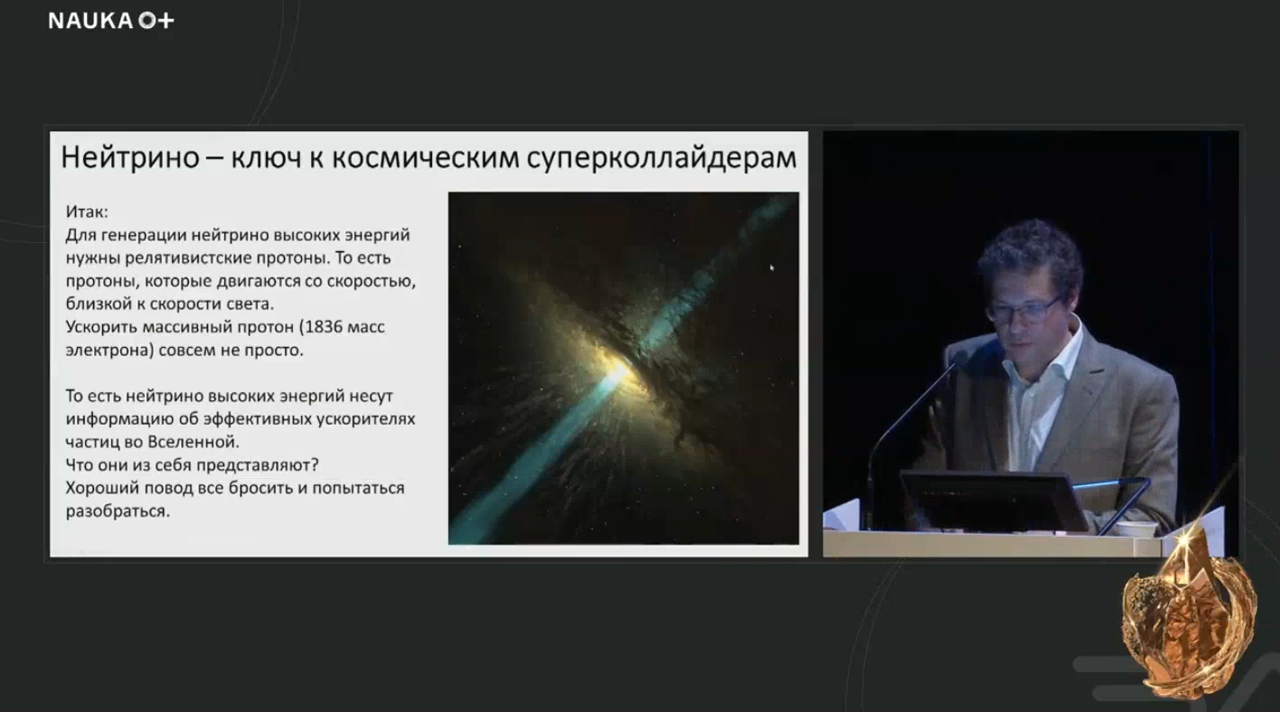 NAUKA O+
Нейтрино – ключ к космическим суперколлайдерам
Итак:
Для генерации нейтрино высоких энергий
нужны релятивистские протоны. То есть
протоны, которые двигаются со скоростью,
близкой к скорости света.
Ускорить массивный протон (1836 масс
электрона) совсем не просто.
То есть нейтрино высоких энергий несут
информацию об эффективных ускорителях
частиц во Вселенной.
Что они из себя представляют?
Хороший повод все бросить и попытаться
разобраться.